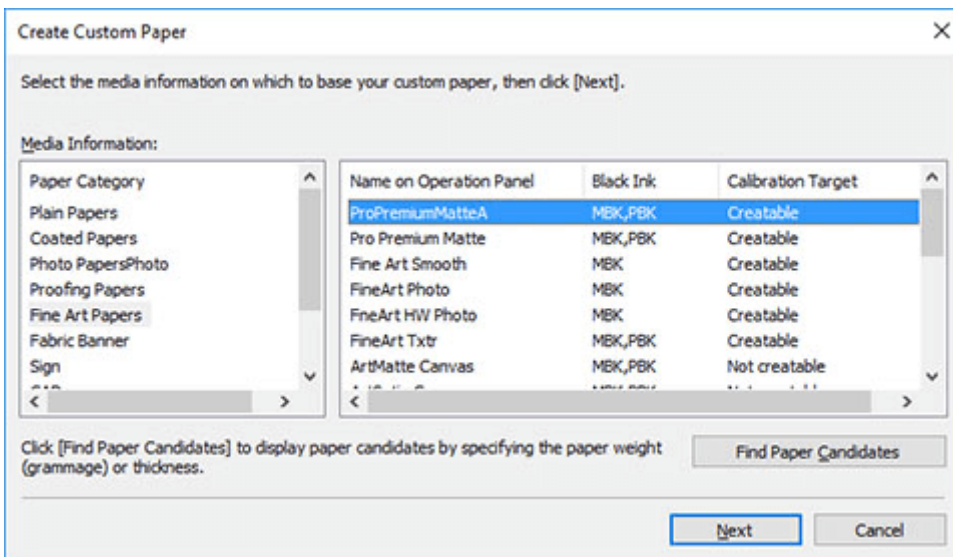 Create Custom Paper
Select the media information on which to base your custom paper, then click [Next].
Media Information:
Paper Category
Plain Papers
Coated Papers
Photo PapersPhoto
Proofing Papers
Fine Art Papers
Fabric Banner
Sign
Name on Operation Panel Black Ink Calibration Target
ProPremiumMatteA MBK,PBK Creatable
Pro Premium Matte MBK,PBK Creatable
Fine Art Smooth MBK Creatable
FineArt Photo MBK Creatable
FneArt HW Photo MBK Creatable
FineArt Txtr MBK,PBK Creatable
ArtMatte Canvas MBK,PBK Not creatable
Click [Find Paper Candidates] to display paper candidates by specifying the paper weight
(grammage) or thickness.
Find Paper Candidates
Next Cancel